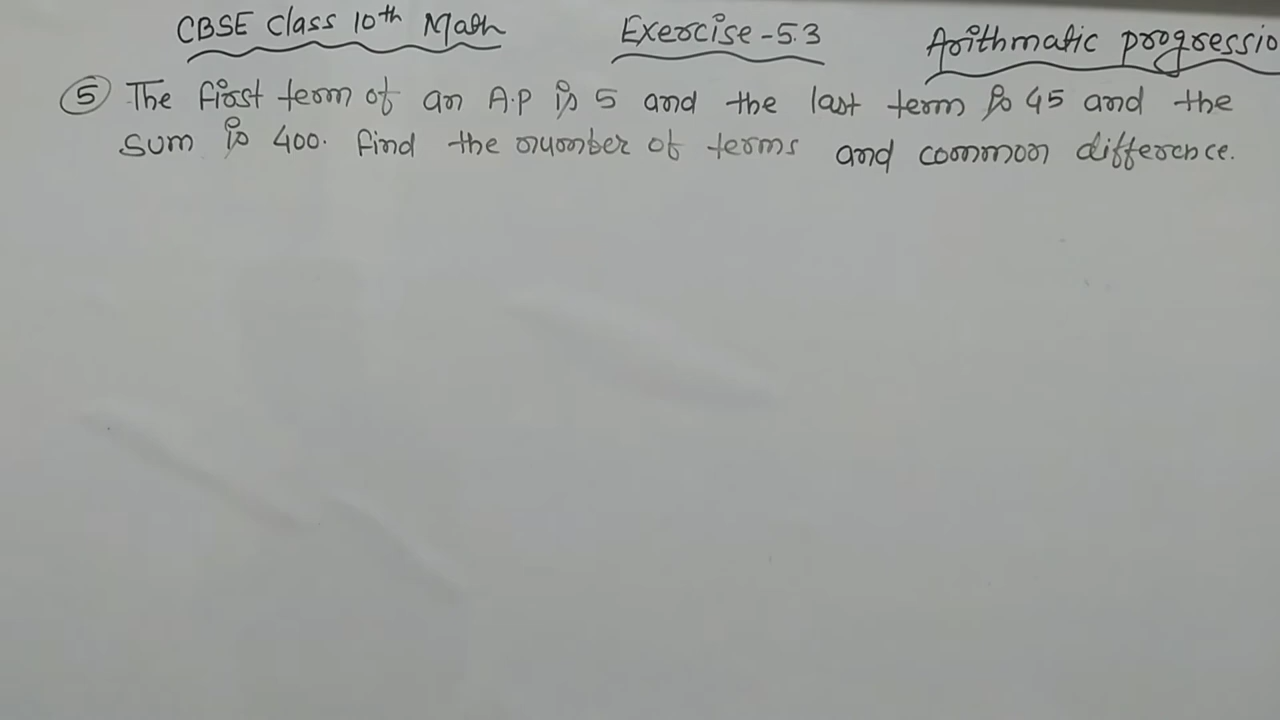 CBSE Class 10th Math Exercise-5.3 Arithmatic progressio
5 The first term of an A.P is 5 and the last term is 45 and the
sum is 400. find the number of terms and common difference.